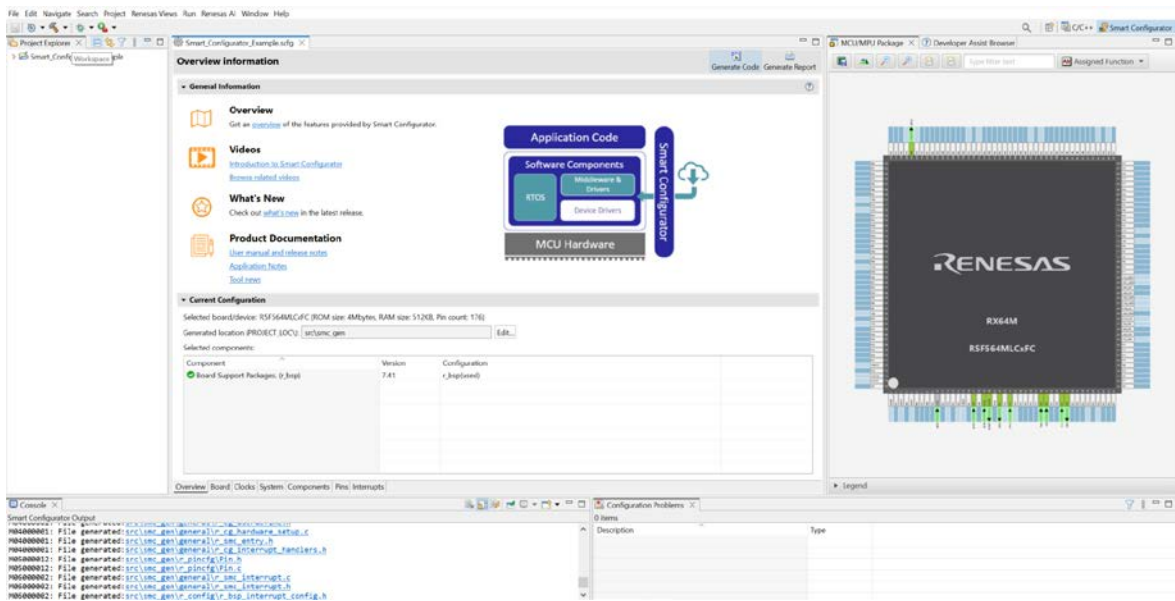 File Edit Navigate Search Project Renesas Views Run Renesas AI Window Help
C/C++ Smart Configurator
Project Explorer
Smart_Configurator_Example.scfg
MCU/MPU Package
Developer Assist Browser
Workspace
Overview information
Generate Code Generate Report
Type filter text
Assigned Function
General Information
Overview
Get an overview of the features provided by Smart Configurator.
Videos
Introduction to Smart Configurator
Browse related videos
What's New
Check out what's new in the latest release.
Product Documentation
User manual and release notes
Application Notes
Tool news
Application Code
Software Components
RTOS
Middleware & Drivers
Device Drivers
Smart Configurator
MCU Hardware
RENESAS
RX64M
R5F564MLCxFC
Current Configuration
Selected board/device: R5F564MLCxFC (ROM size: 4Mbytes, RAM size: 512KB, Pin count: 176)
Generated location (PROJECT_LOC\): src\smc_gen Edit...
Selected components:
Component Version Configuration
Board Support Packages. (r_bsp) 7.41 r_bsp(used)
Overview Board Clocks System Components Pins Interrupts
Legend
Console
Smart Configurator Output
M04000001: File generated:src\smc_gen\general\r_cg_hardware_setup.c
M04000001: File generated:src\smc_gen\general\r_smc_entry.h
M04000001: File generated:src\smc_gen\general\r_cg_interrupt_handlers.h
M05000012: File generated:src\smc_gen\r_pincfg\Pin.h
M05000012: File generated:src\smc_gen\r_pincfg\Pin.c
M06000002: File generated:src\smc_gen\general\r_smc_interrupt.c
M06000002: File generated:src\smc_gen\general\r_smc_interrupt.h
M06000002: File generated:src\smc_gen\r_config\r_bsp_interrupt_config.h
Configuration Problems
0 items
Description Type